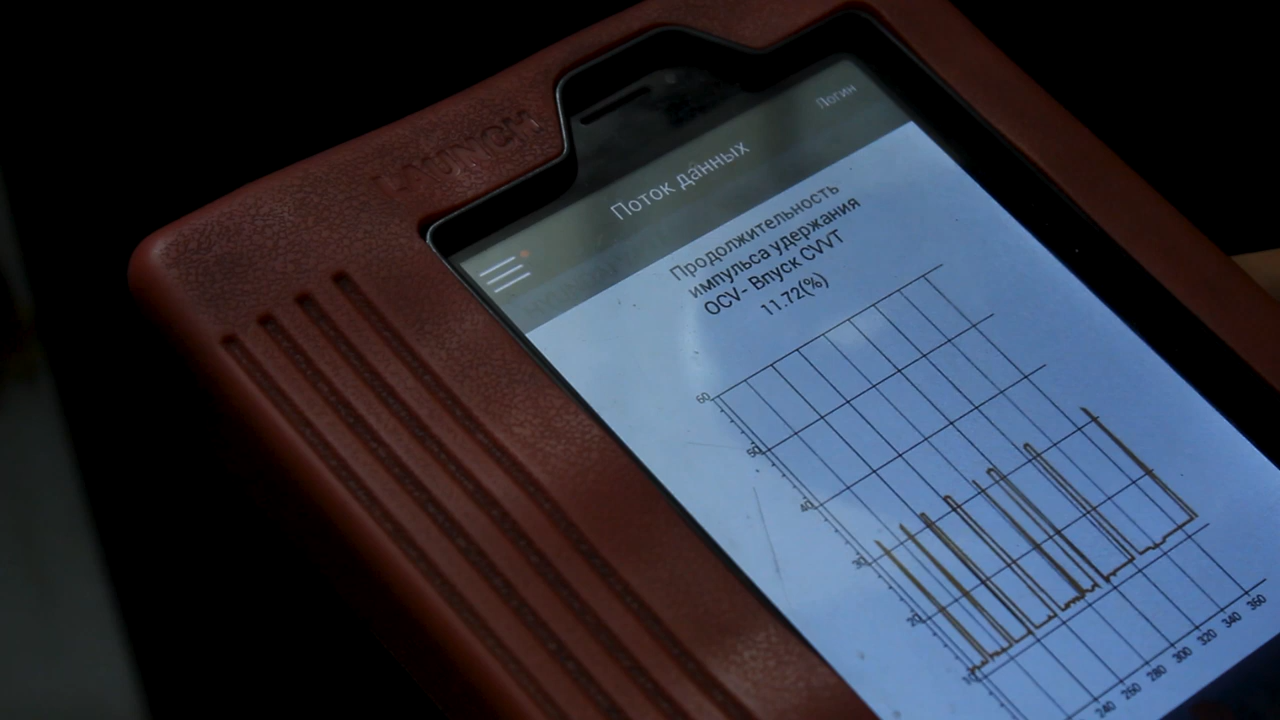 LAUNCH
Логин
Поток данных
Продолжительность
импульса удержания
OCV- Впуск CVVT
11.72(%)
60
50
40
30
20
10
240
260
280
300
320
340
360